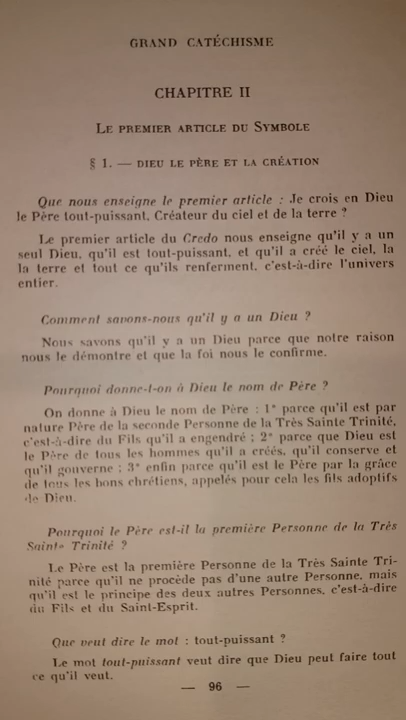 GRAND CATÉCHISME
CHAPITRE II
LE PREMIER ARTICLE DU SYMBOLE
§ 1. — DIEU LE PÈRE ET LA CRÉATION
Que nous enseigne le premier article : Je crois en Dieu
le Père tout-puissant, Créateur du ciel et de la terre ?
Le premier article du Credo nous enseigne qu'il y a un
seul Dieu, qu'il est tout-puissant, et qu'il a créé le ciel, la
la terre et tout ce qu'ils renferment, c'est-à-dire l'univers
entier.
Comment savons-nous qu'il y a un Dieu ?
Nous savons qu'il y a un Dieu parce que notre raison
nous le démontre et que la foi nous le confirme.
Pourquoi donne-t-on à Dieu le nom de Père ?
On donne à Dieu le nom de Père : 1° parce qu'il est par
nature Père de la seconde Personne de la Très Sainte Trinité,
c'est-à-dire du Fils qu'il a engendré ; 2° parce que Dieu est
le Père de tous les hommes qu'il a créés, qu'il conserve et
qu'il gouverne ; 3° enfin parce qu'il est le Père par la grâce
de tous les bons chrétiens, appelés pour cela les fils adoptifs
de Dieu.
Pourquoi le Père est-il la première Personne de la Très
Sainte Trinité ?
Le Père est la première Personne de la Très Sainte Tri-
nité parce qu'il ne procède pas d'une autre Personne, mais
qu'il est le principe des deux autres Personnes, c'est-à-dire
du Fils et du Saint-Esprit.
Que veut dire le mot : tout-puissant ?
Le mot tout-puissant veut dire que Dieu peut faire tout
ce qu'il veut.
— 96 —